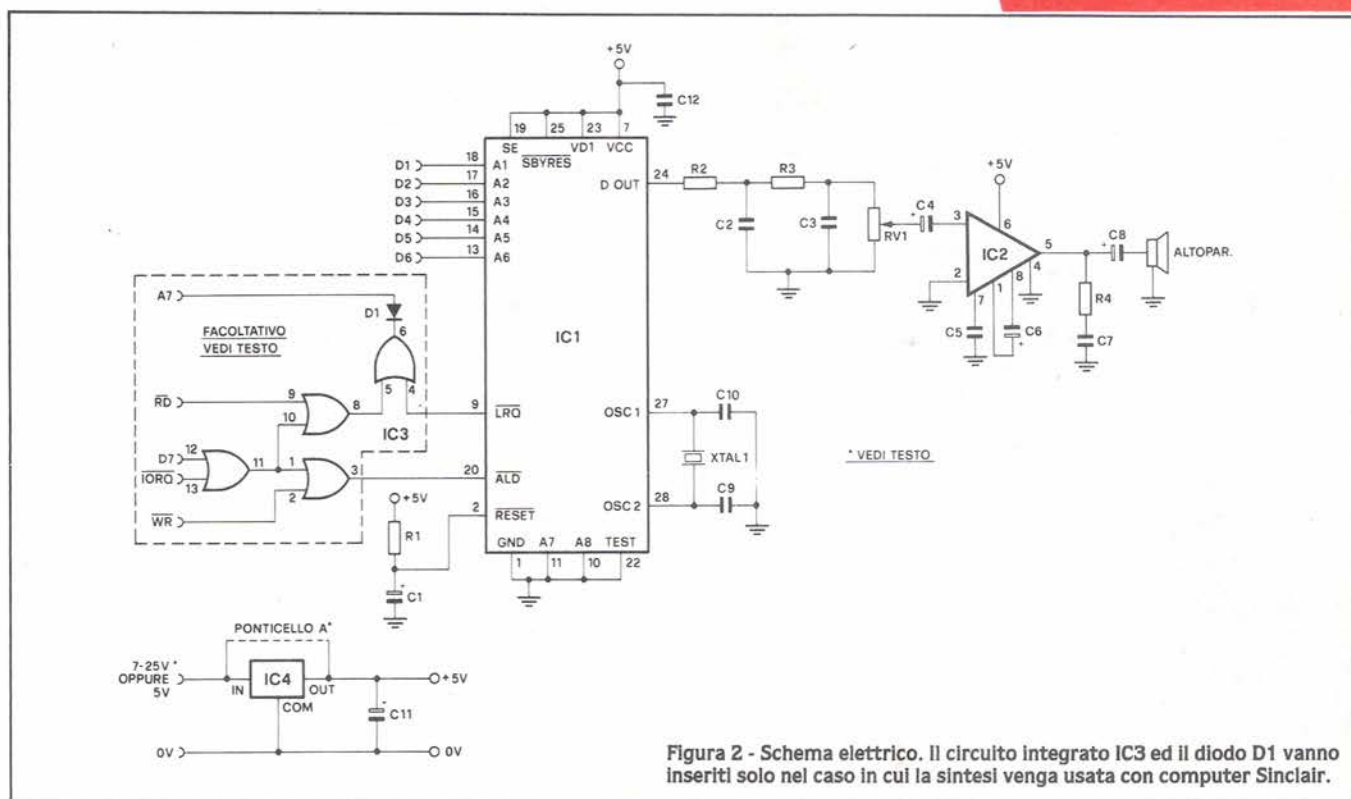 +5V
C12
19 25 23 7
SE SBYRES VD1 VCC
D1 18 A1
D2 17 A2
D3 16 A3
D4 15 A4
D5 14 A5
D6 13 A6
24
D OUT
R2
R3
C2
C3
RV1
C4
+
+5V
3
6
IC2
2
5
4
7
1
8
C5
C6
+
C8
+
ALTOPAR.
R4
C7
A7
D1
6
FACOLTATIVO
VEDI TESTO
5 4
RD 9
10
8
IC3
9 LRQ
D7 12
IORQ 13
11
1
2
3
WR
20 ALD
2 RESET
+5V
R1
+
C1
IC1
OSC 1 27
OSC 2 28
C10
XTAL 1
C9
* VEDI TESTO
GND A7 A8 TEST
1 11 10 22
PONTICELLO A*
7-25V *
OPPURE
5V
IN
IC4
OUT
COM
+5V
C11
0V
0V
Figura 2 - Schema elettrico. Il circuito integrato IC3 ed il diodo D1 vanno
inseriti solo nel caso in cui la sintesi venga usata con computer Sinclair.